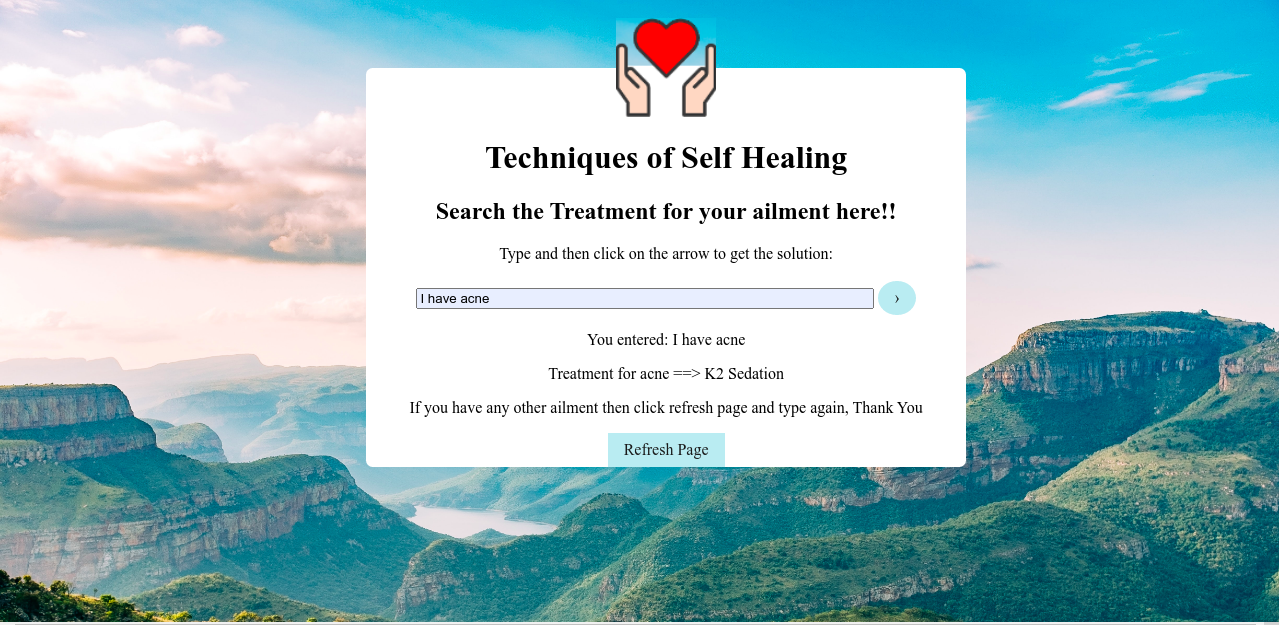 Techniques of Self Healing
Search the Treatment for your ailment here!!
Type and then click on the arrow to get the solution:
I have acne ›
You entered: I have acne
Treatment for acne ==> K2 Sedation
If you have any other ailment then click refresh page and type again, Thank You
Refresh Page